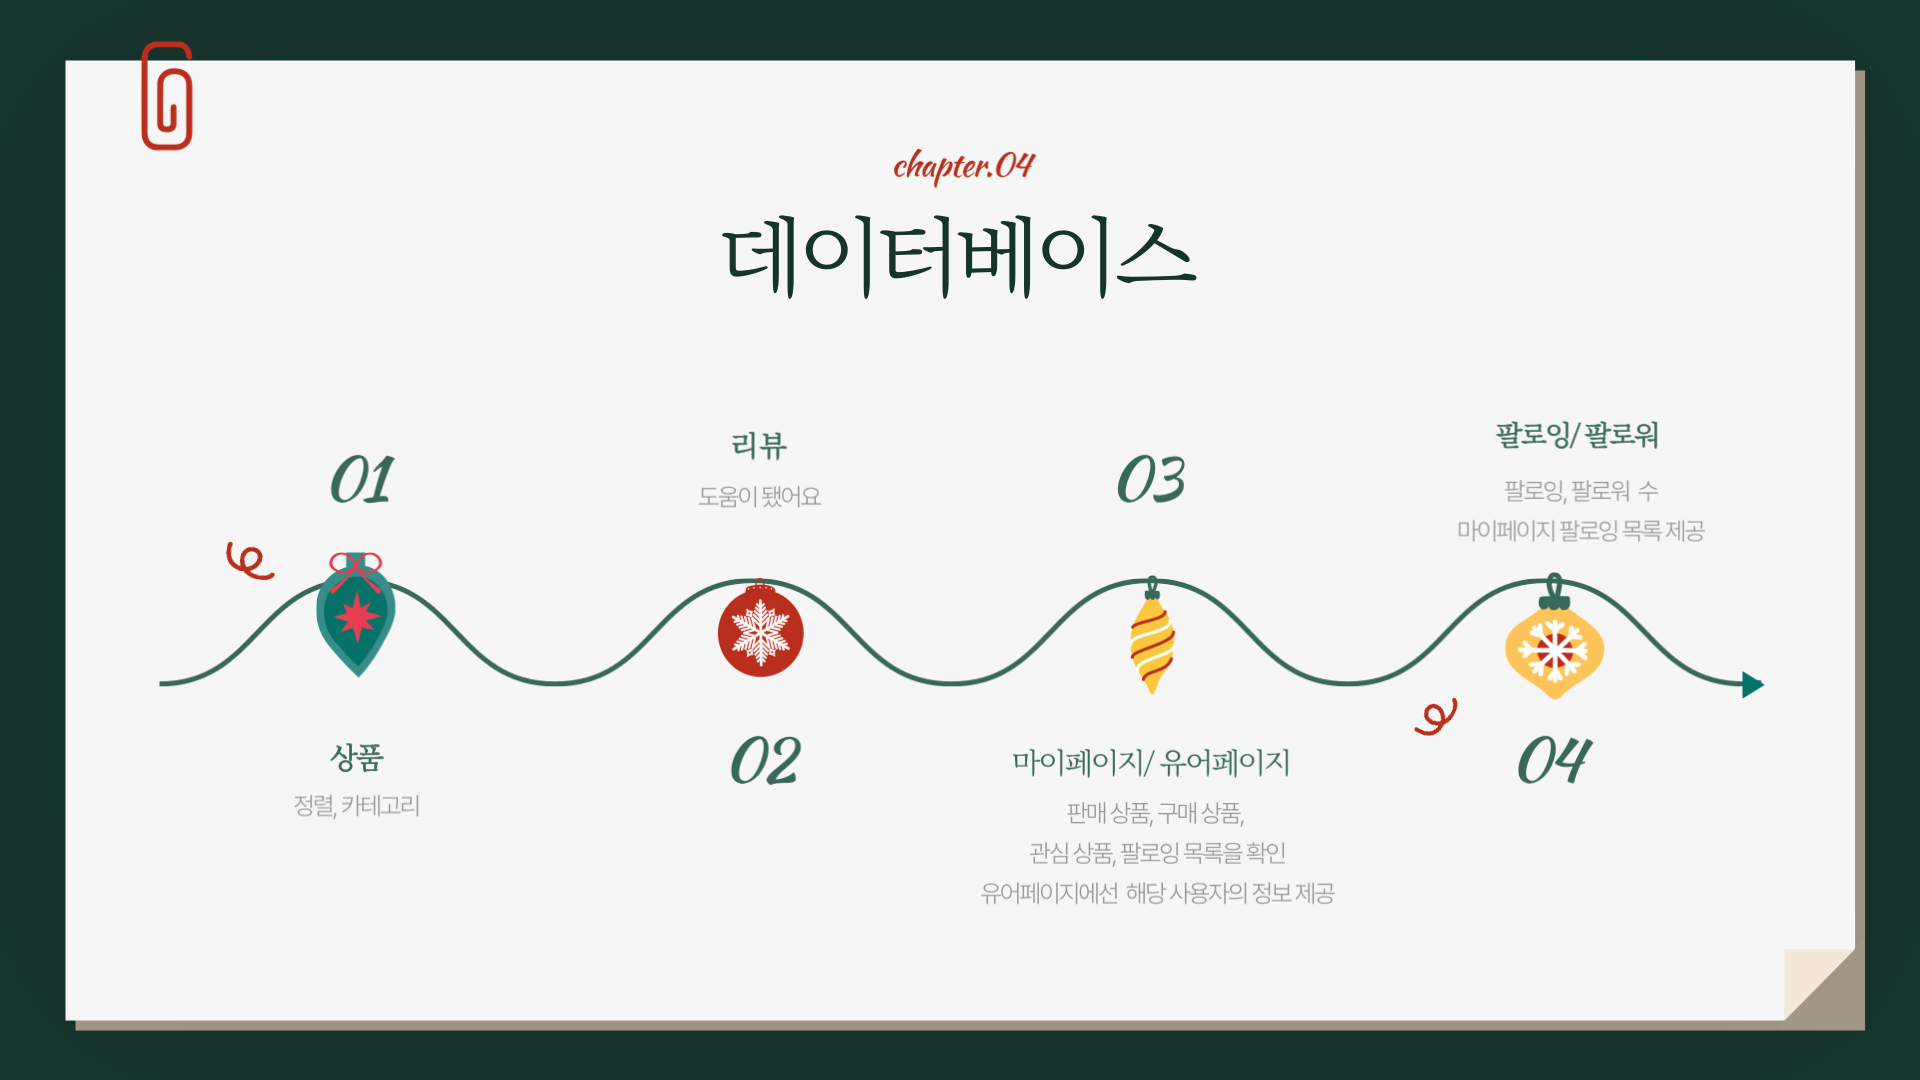 chapter.04
데이터베이스
01
상품
정렬, 카테고리
리뷰
도움이 됐어요
02
03
마이페이지/ 유어페이지
판매 상품, 구매 상품,
관심 상품, 팔로잉 목록을 확인
유어페이지에선 해당 사용자의 정보 제공
팔로잉/ 팔로워
팔로잉, 팔로워 수
마이페이지 팔로잉 목록 제공
04